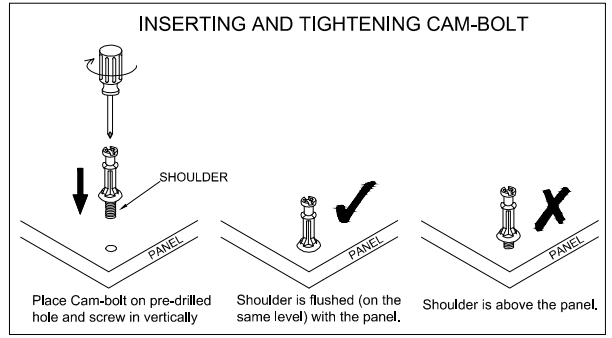 INSERTING AND TIGHTENING CAM-BOLT
SHOULDER
PANEL
PANEL
PANEL
Place Cam-bolt on pre-drilled
hole and screw in vertically
Shoulder is flushed (on the
same level) with the panel.
Shoulder is above the panel.